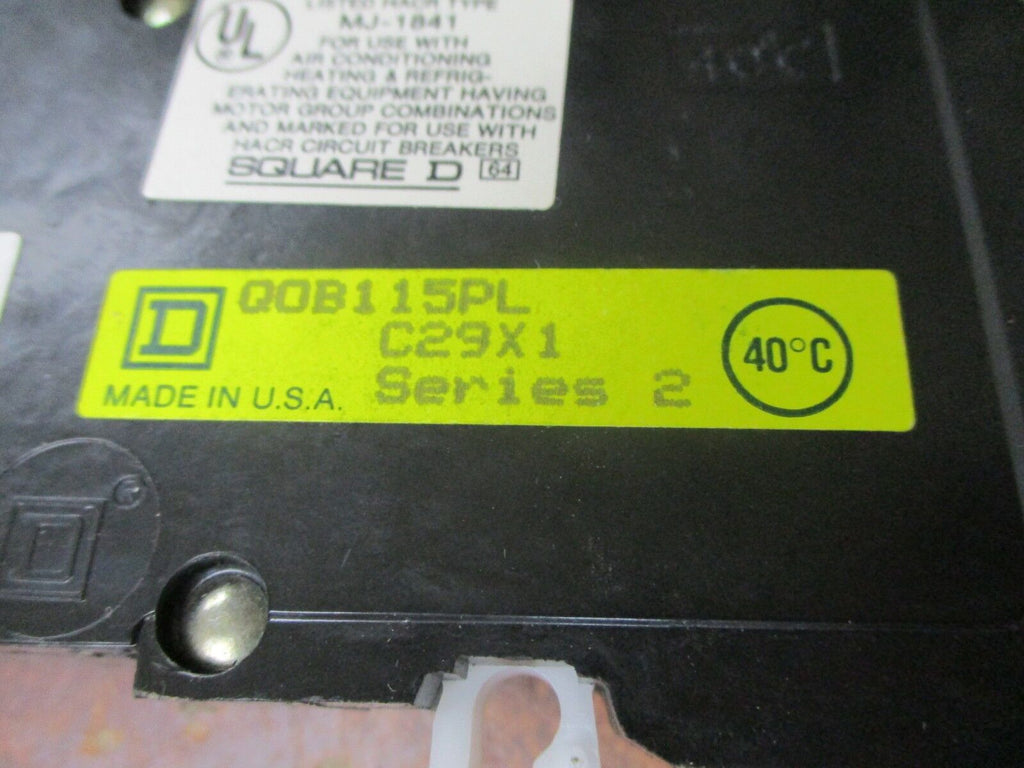 LISTED HACR TYPE
MJ-1841
UL
FOR USE WITH
AIR CONDITIONING
HEATING & REFRIG-
ERATING EQUIPMENT HAVING
MOTOR GROUP COMBINATIONS
AND MARKED FOR USE WITH
HACR CIRCUIT BREAKERS
SQUARE D 64
D QOB115PL
C29X1
MADE IN U.S.A. Series 2
40°C
D